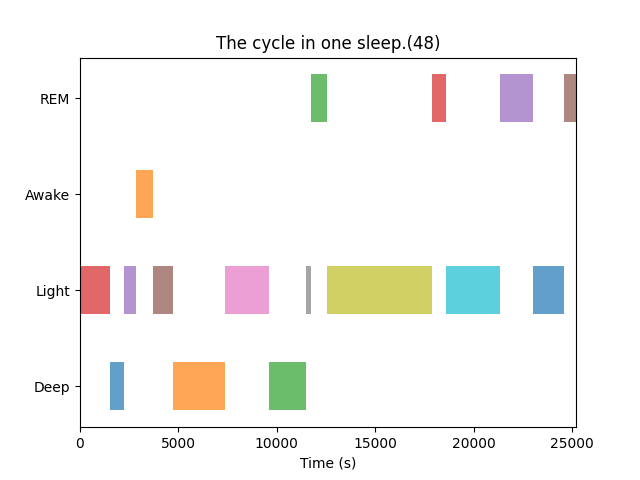 The cycle in one sleep.(48)
REM
Awake
Light
Deep
0 5000 10000 15000 20000 25000
Time (s)